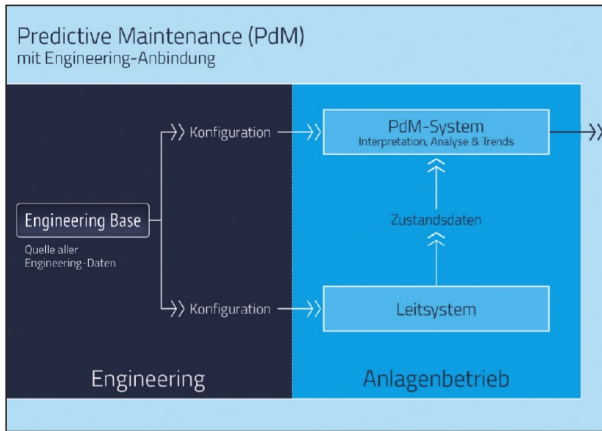 Predictive Maintenance (PdM)
mit Engineering-Anbindung
Konfiguration
PdM-System
Interpretation, Analyse & Trends
Engineering Base
Quelle aller
Engineering-Daten
Zustandsdaten
Konfiguration
Leitsystem
Engineering
Anlagenbetrieb